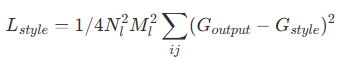 L_{style} = 1/4N_l^2 M_l^2 \sum_{ij} (G_{output} - G_{style})^2